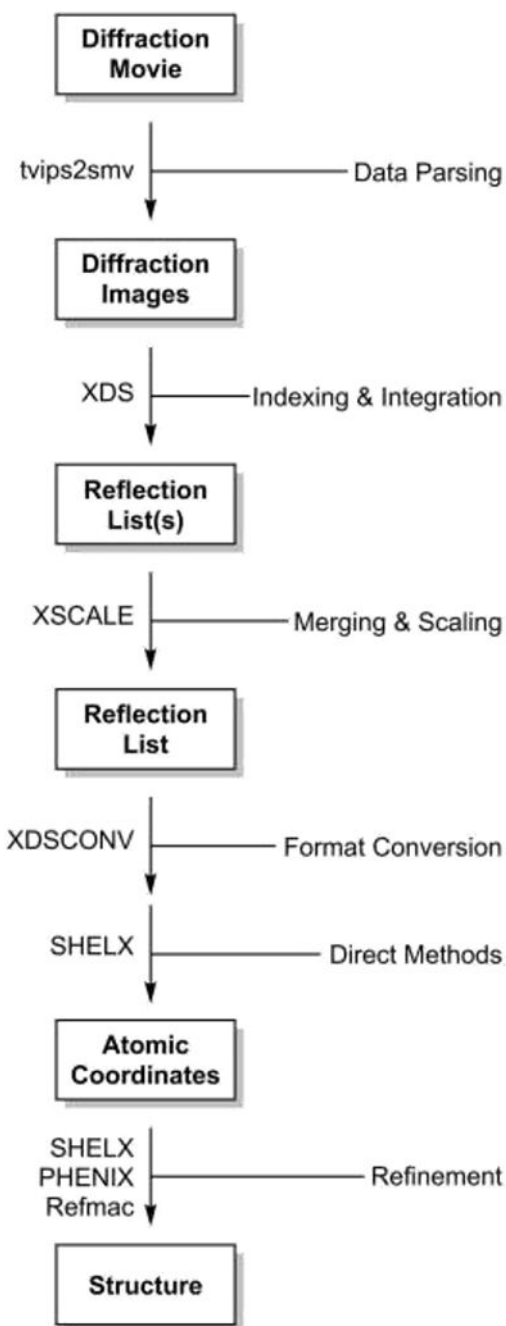 Diffraction
Movie
tvips2smv
Data Parsing
Diffraction
Images
XDS
Indexing & Integration
Reflection
List(s)
XSCALE
Merging & Scaling
Reflection
List
XDSCONV
Format Conversion
SHELX
Direct Methods
Atomic
Coordinates
SHELX
PHENIX
Refmac
Refinement
Structure